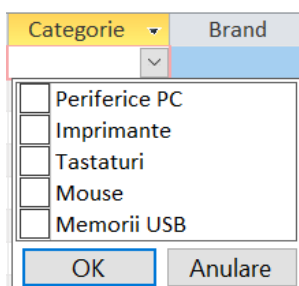 Categorie Brand
Periferice PC
Imprimante
Tastaturi
Mouse
Memorii USB
OK Anulare